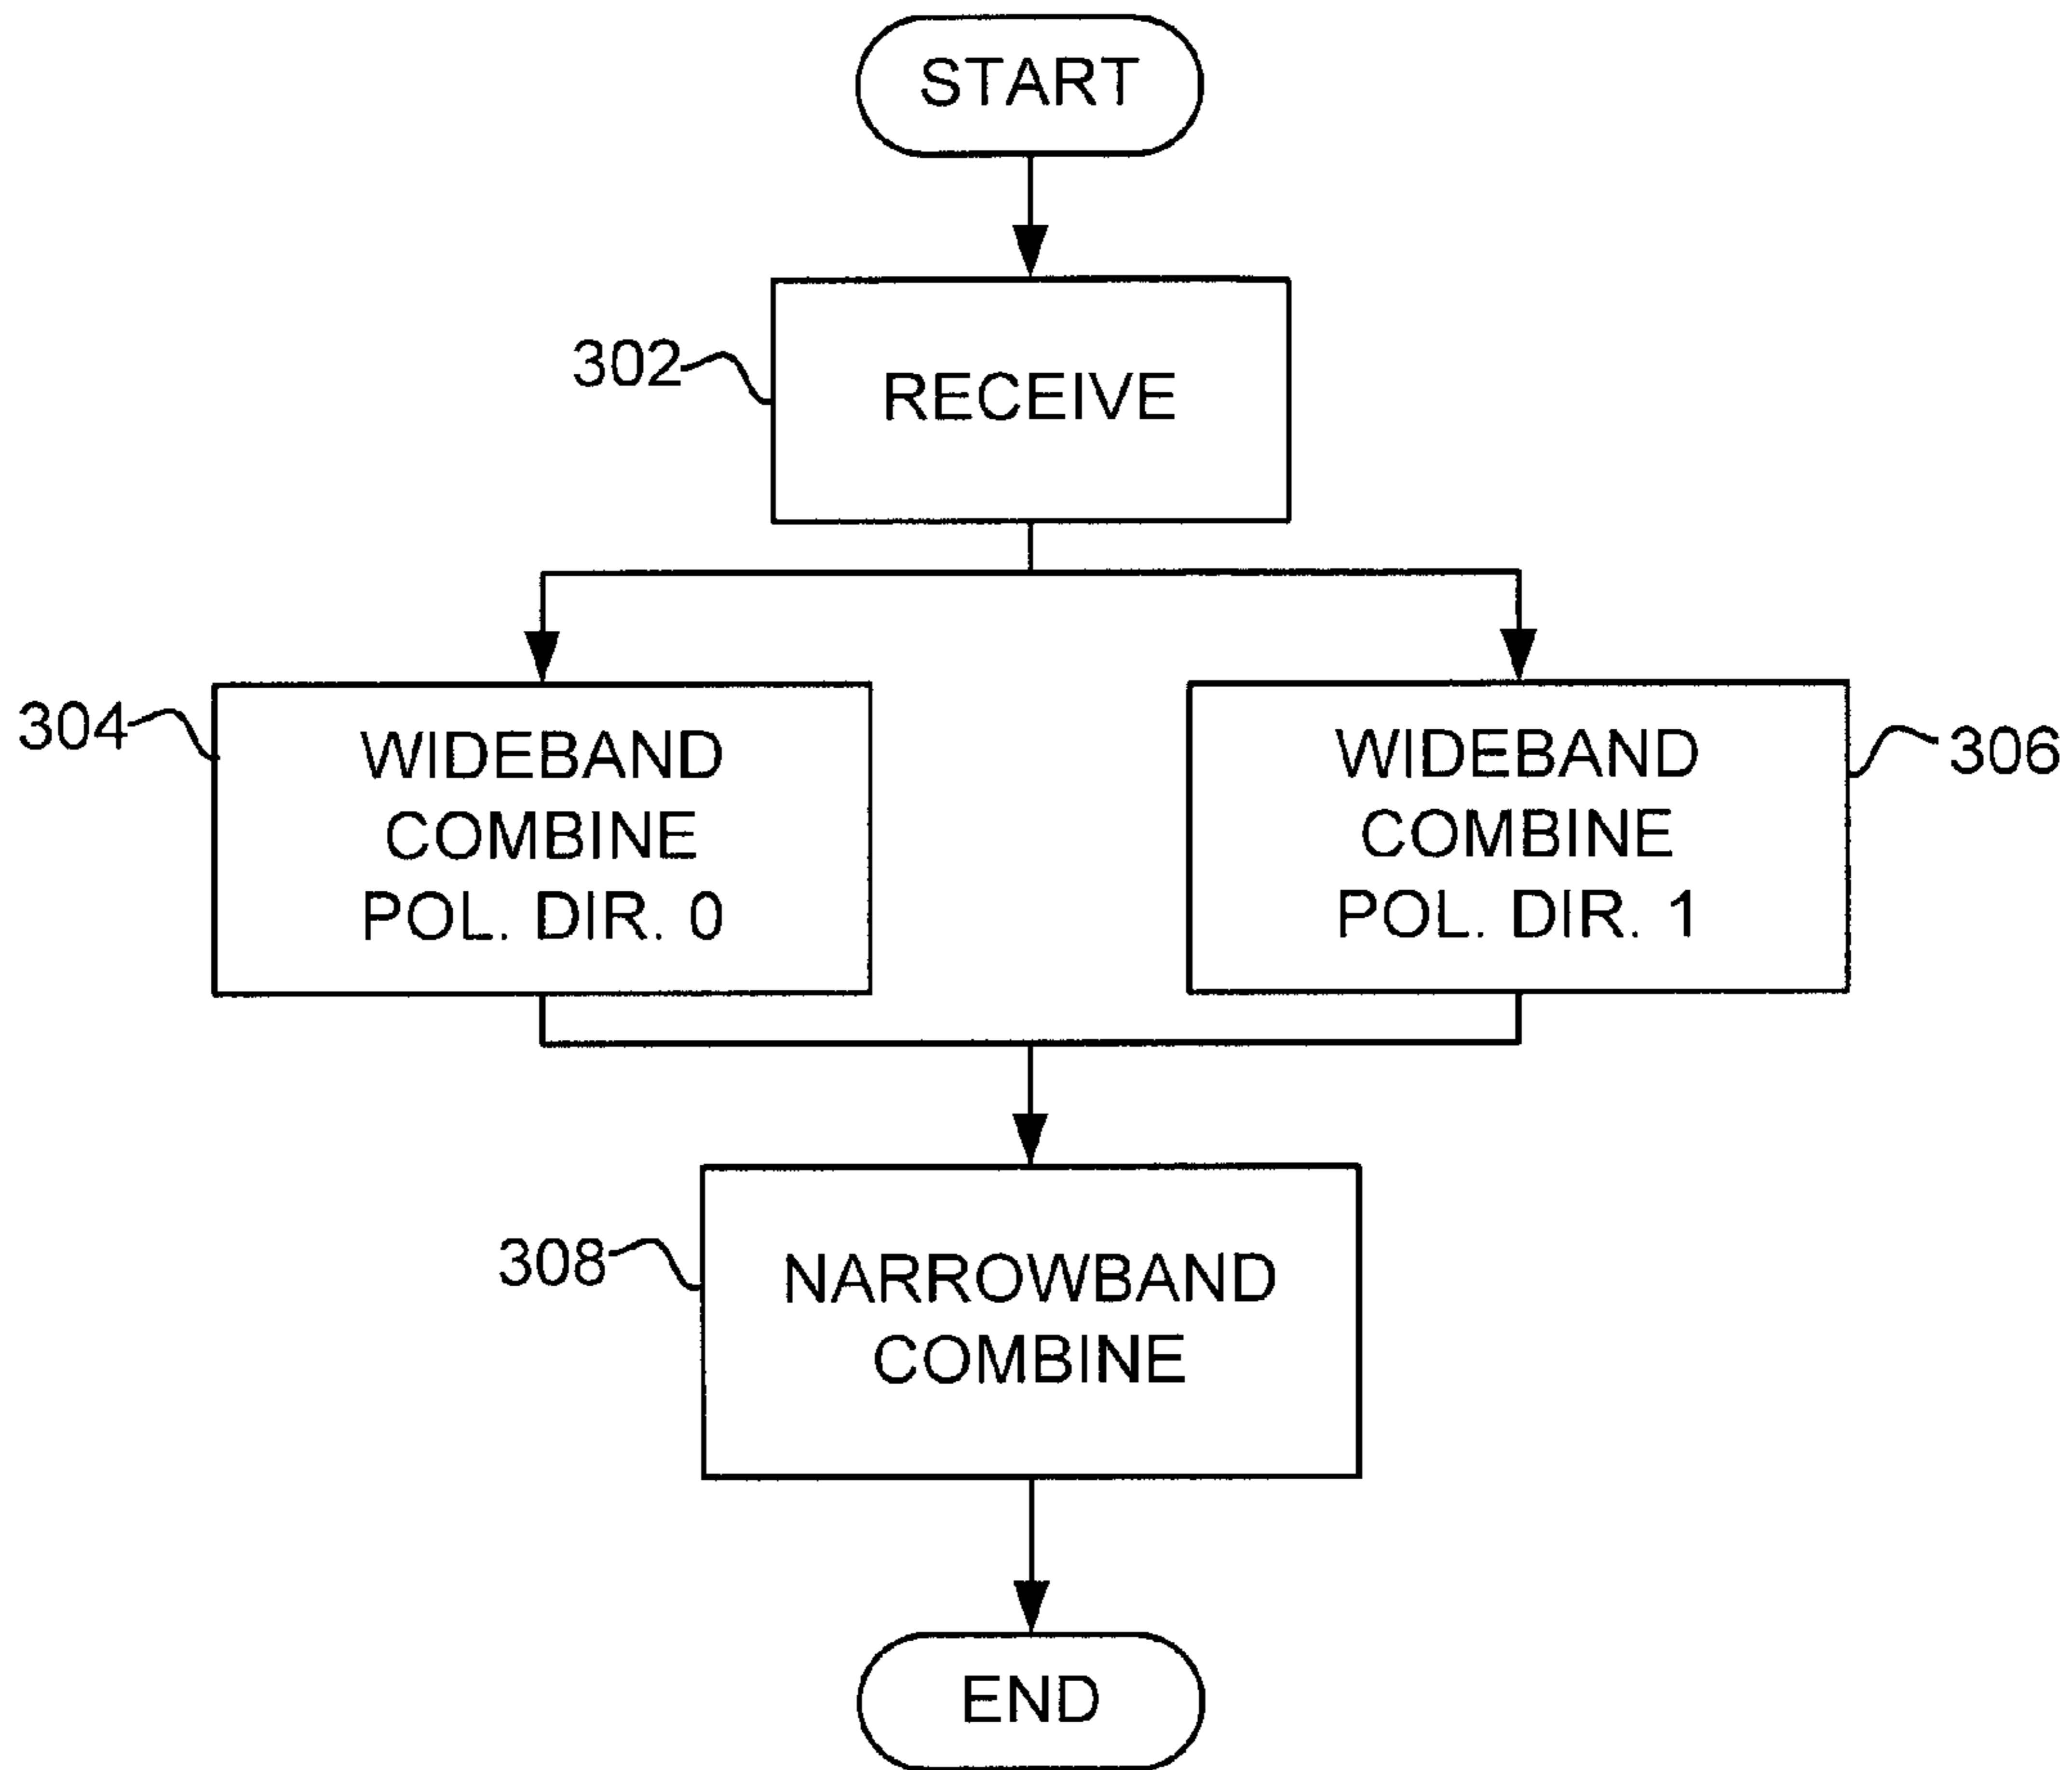 START
302
RECEIVE
304
WIDEBAND
COMBINE
POL. DIR. 0
WIDEBAND
COMBINE
POL. DIR. 1
306
308
NARROWBAND
COMBINE
END